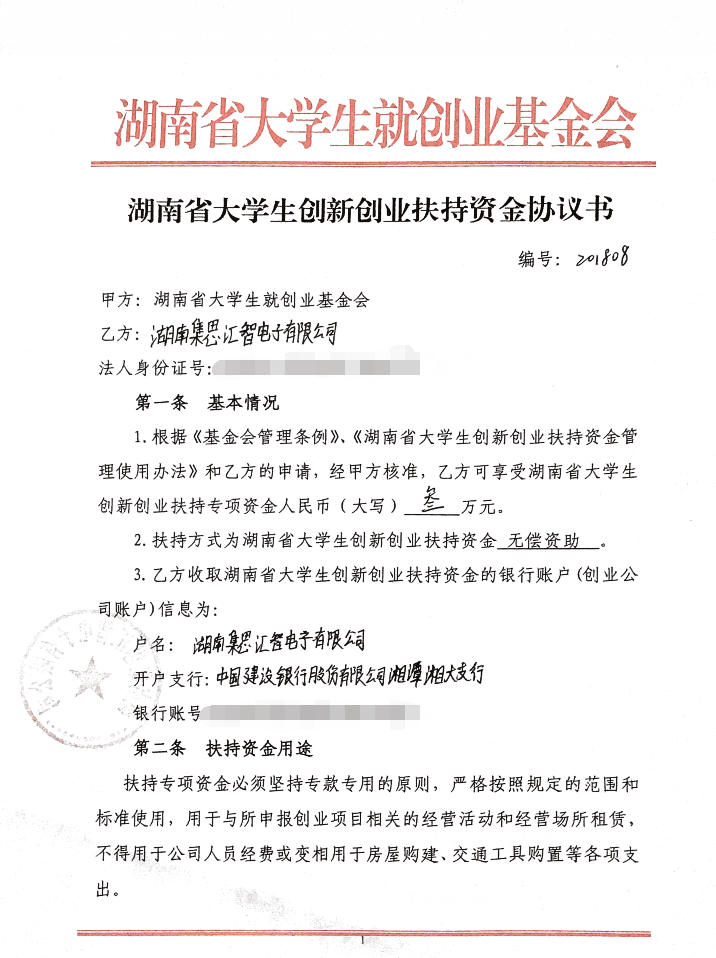 湖南省大学生就创业基金会
湖南省大学生创新创业扶持资金协议书
编号：201808
甲方：湖南省大学生就创业基金会
乙方：湖南集思汇智电子有限公司
法人身份证号：
第一条 基本情况
1.根据《基金会管理条例》、《湖南省大学生创新创业扶持资金管
理使用办法》和乙方的申请，经甲方核准，乙方可享受湖南省大学生
创新创业扶持专项资金人民币（大写）叁万元。
2.扶持方式为湖南省大学生创新创业扶持资金 无偿资助 。
3.乙方收取湖南省大学生创新创业扶持资金的银行账户(创业公
司账户)信息为：
户名：湖南集思汇智电子有限公司
开户支行：中国建设银行股份有限公司湘潭湘大支行
银行账号
第二条 扶持资金用途
扶持专项资金必须坚持专款专用的原则，严格按照规定的范围和
标准使用，用于与所申报创业项目相关的经营活动和经营场所租赁，
不得用于公司人员经费或变相用于房屋购建、交通工具购置等各项支
出。
1